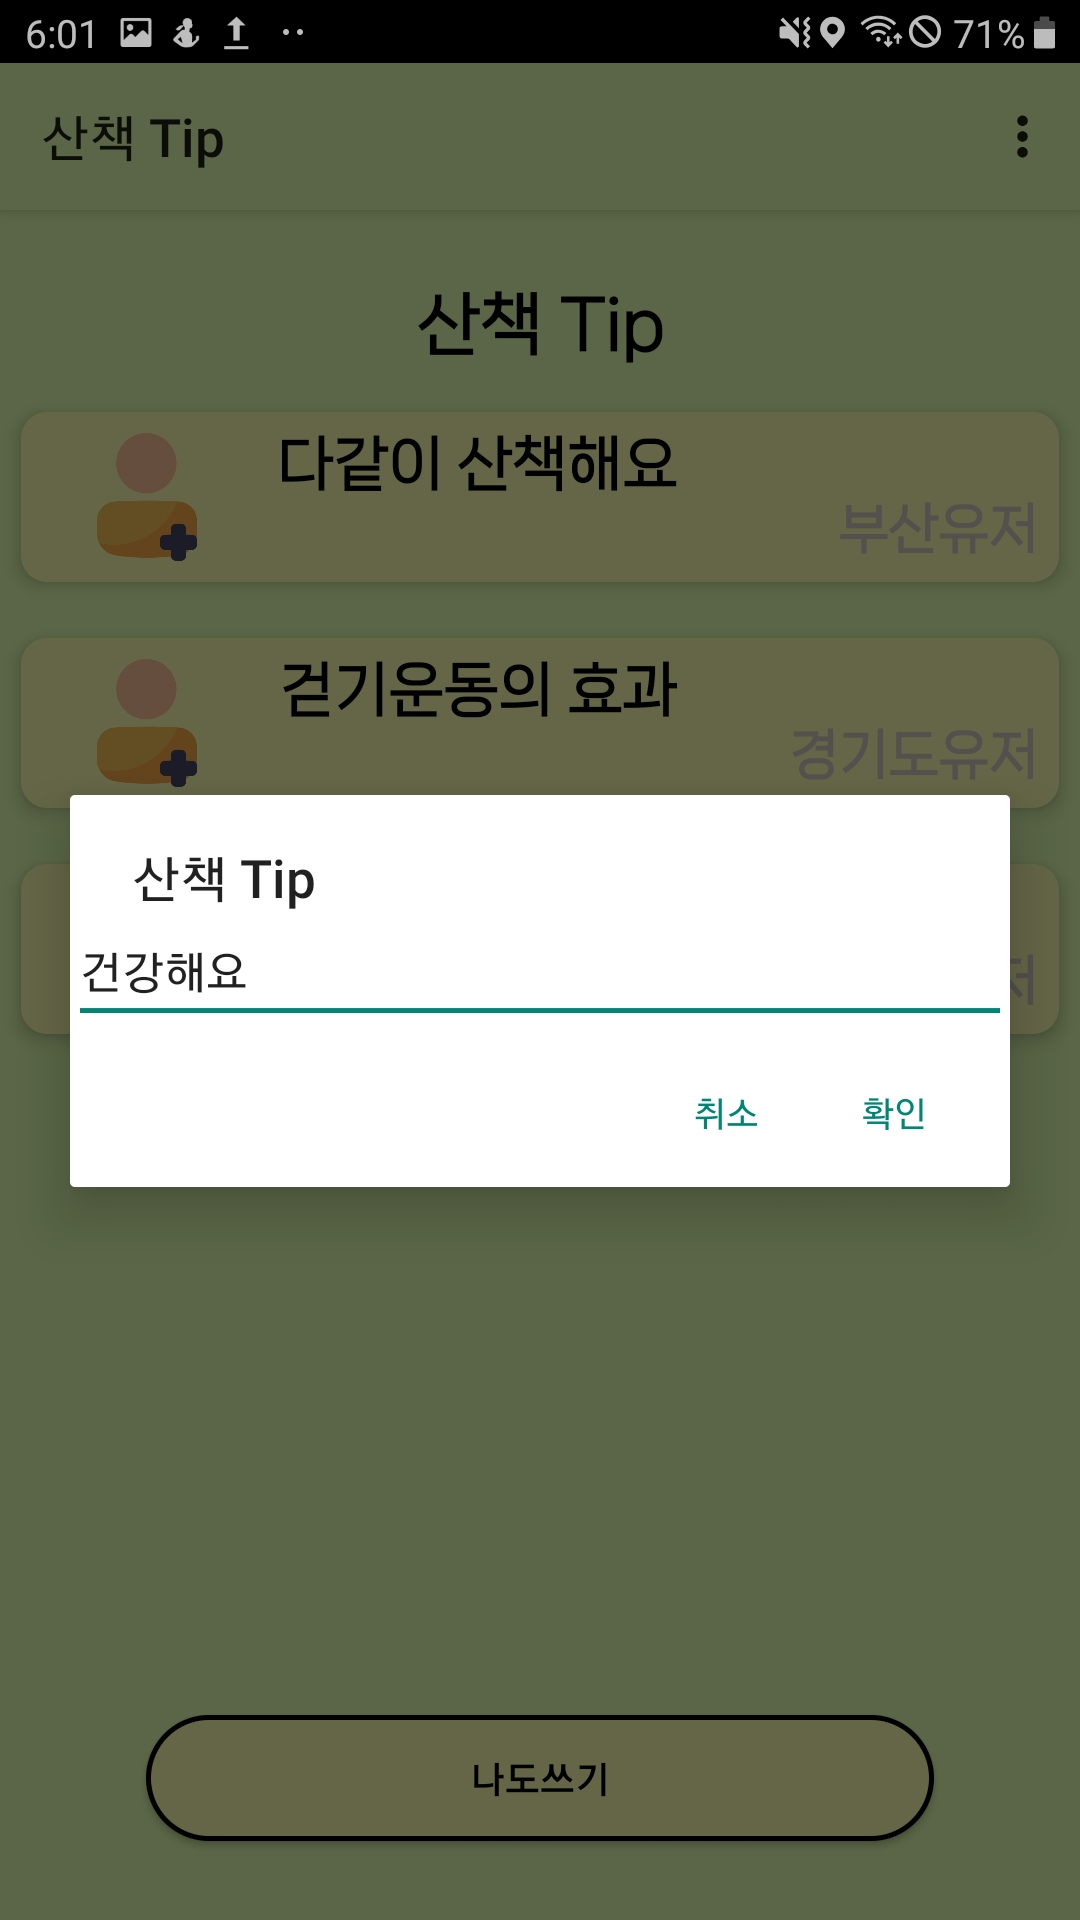 6:01 71%
산책 Tip
산책 Tip
다같이 산책해요
부산유저
걷기운동의 효과
경기도유저
저
산책 Tip
건강해요
취소 확인
나도쓰기